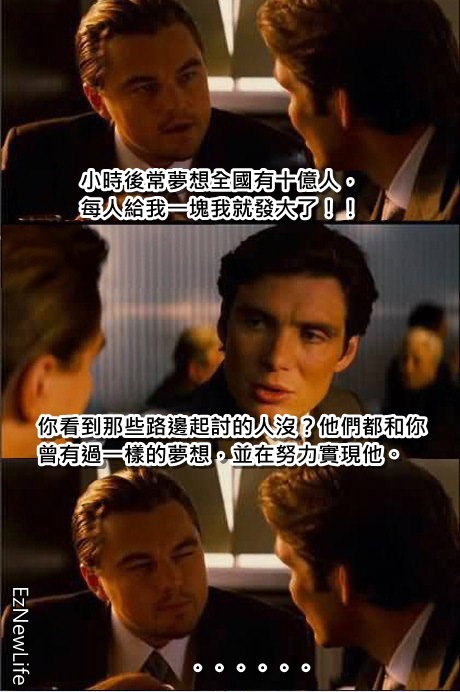 小時後常夢想全國有十億人，
每人給我一塊我就發大了！！
你看到那些路邊起討的人沒？他們都和你
曾有過一樣的夢想，並在努力實現他。
。。。。。。
EzNewLife